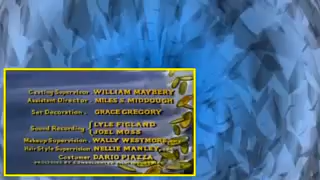 Casting Supervisor WILLIAM MAYBERY
Assistant Director MILES S. MIDDOUGH
Set Decoration GRACE GREGORY
Sound Recording { LYLE FIGLAND
JOEL MOSS
Makeup Supervision WALLY WESTMORE
Hair Style Supervision NELLIE MANLEY
Costumer DARIO PIAZZA